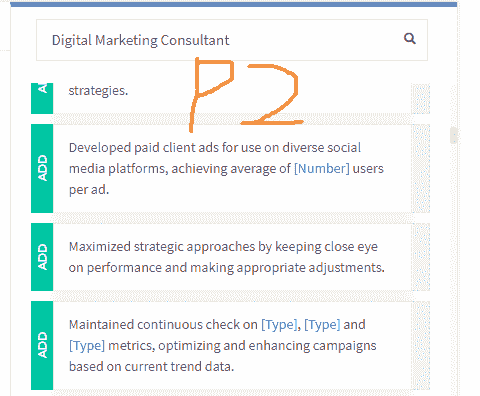 Digital Marketing Consultant
strategies.
P2
ADD
Developed paid client ads for use on diverse social
media platforms, achieving average of [Number] users
per ad.
ADD
Maximized strategic approaches by keeping close eye
on performance and making appropriate adjustments.
ADD
Maintained continuous check on [Type], [Type] and
[Type] metrics, optimizing and enhancing campaigns
based on current trend data.